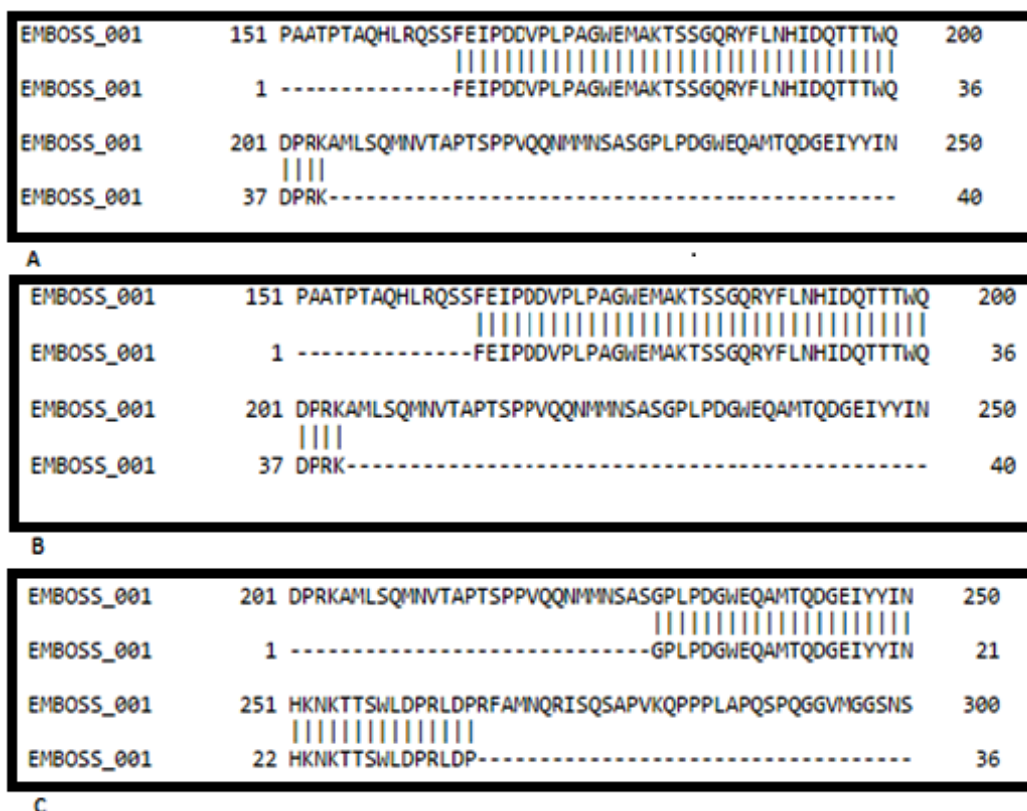 EMBOSS_001 151 PAATPTAQHLRQSSFEIPDDVPLPAGWEMAKTSSGQRYFLNHIDQTTTWQ 200
EMBOSS_001 1 --------------FEIPDDVPLPAGWEMAKTSSGQRYFLNHIDQTTTWQ 36
EMBOSS_001 201 DPRKAMLSQMNVTAPTSPPVQQNMMNSASGPLPDGWEQAMTQDGEIYYIN 250
EMBOSS_001 37 DPRK---------------------------------------------- 40
A
EMBOSS_001 151 PAATPTAQHLRQSSFEIPDDVPLPAGWEMAKTSSGQRYFLNHIDQTTTWQ 200
EMBOSS_001 1 --------------FEIPDDVPLPAGWEMAKTSSGQRYFLNHIDQTTTWQ 36
EMBOSS_001 201 DPRKAMLSQMNVTAPTSPPVQQNMMNSASGPLPDGWEQAMTQDGEIYYIN 250
EMBOSS_001 37 DPRK---------------------------------------------- 40
B
EMBOSS_001 201 DPRKAMLSQMNVTAPTSPPVQQNMMNSASGPLPDGWEQAMTQDGEIYYIN 250
EMBOSS_001 1 -----------------------------GPLPDGWEQAMTQDGEIYYIN 21
EMBOSS_001 251 HKNKTTSWLDPRLDPRFAMNQRISQSAPVKQPPPLAPQSPQGGVMGGSNS 300
EMBOSS_001 22 HKNKTTSWLDPRLDP----------------------------------- 36
C